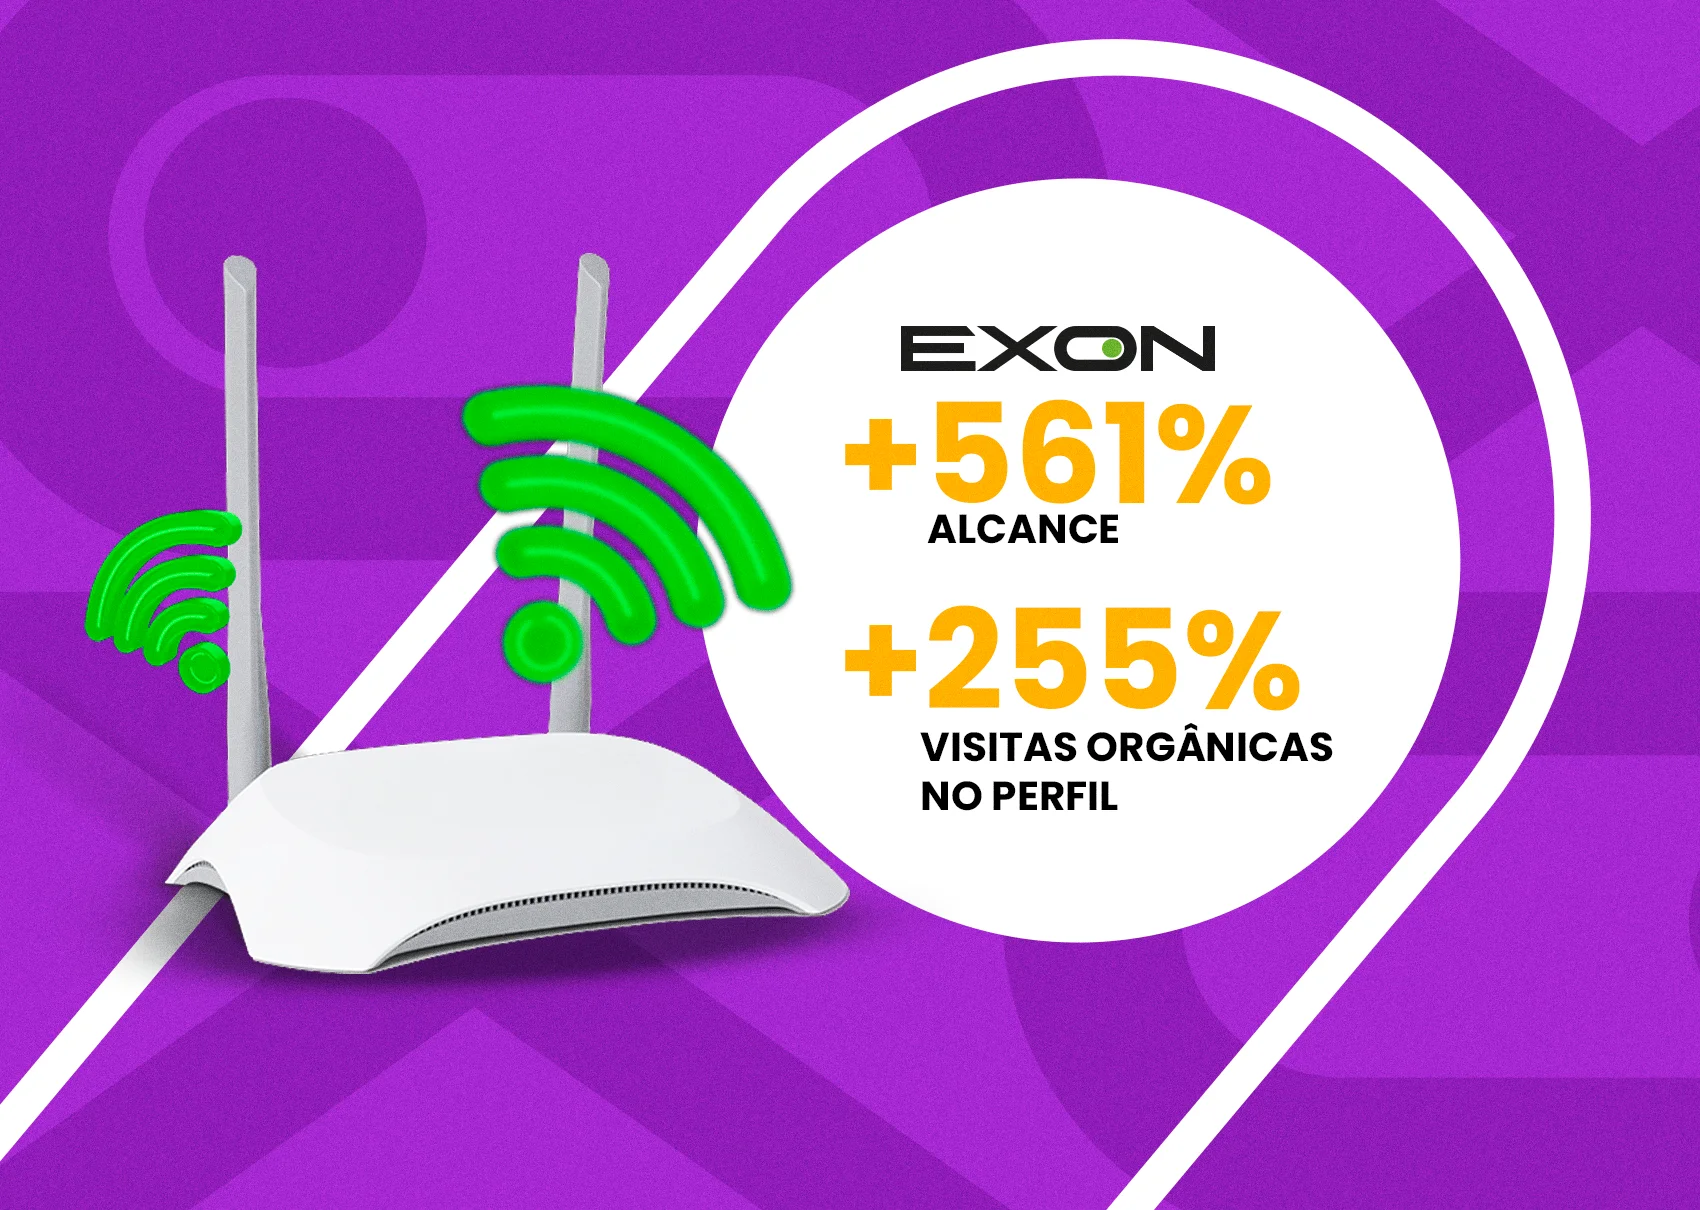 EXON
+561%
ALCANCE
+255%
VISITAS ORGÂNICAS
NO PERFIL